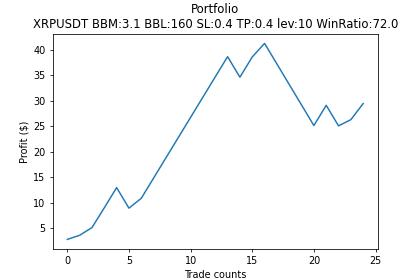 Portfolio
XRPUSDT BBM:3.1 BBL:160 SL:0.4 TP:0.4 lev:10 WinRatio:72.0
40
35
30
25
20
15
10
5
Profit ($)
0 5 10 15 20 25
Trade counts